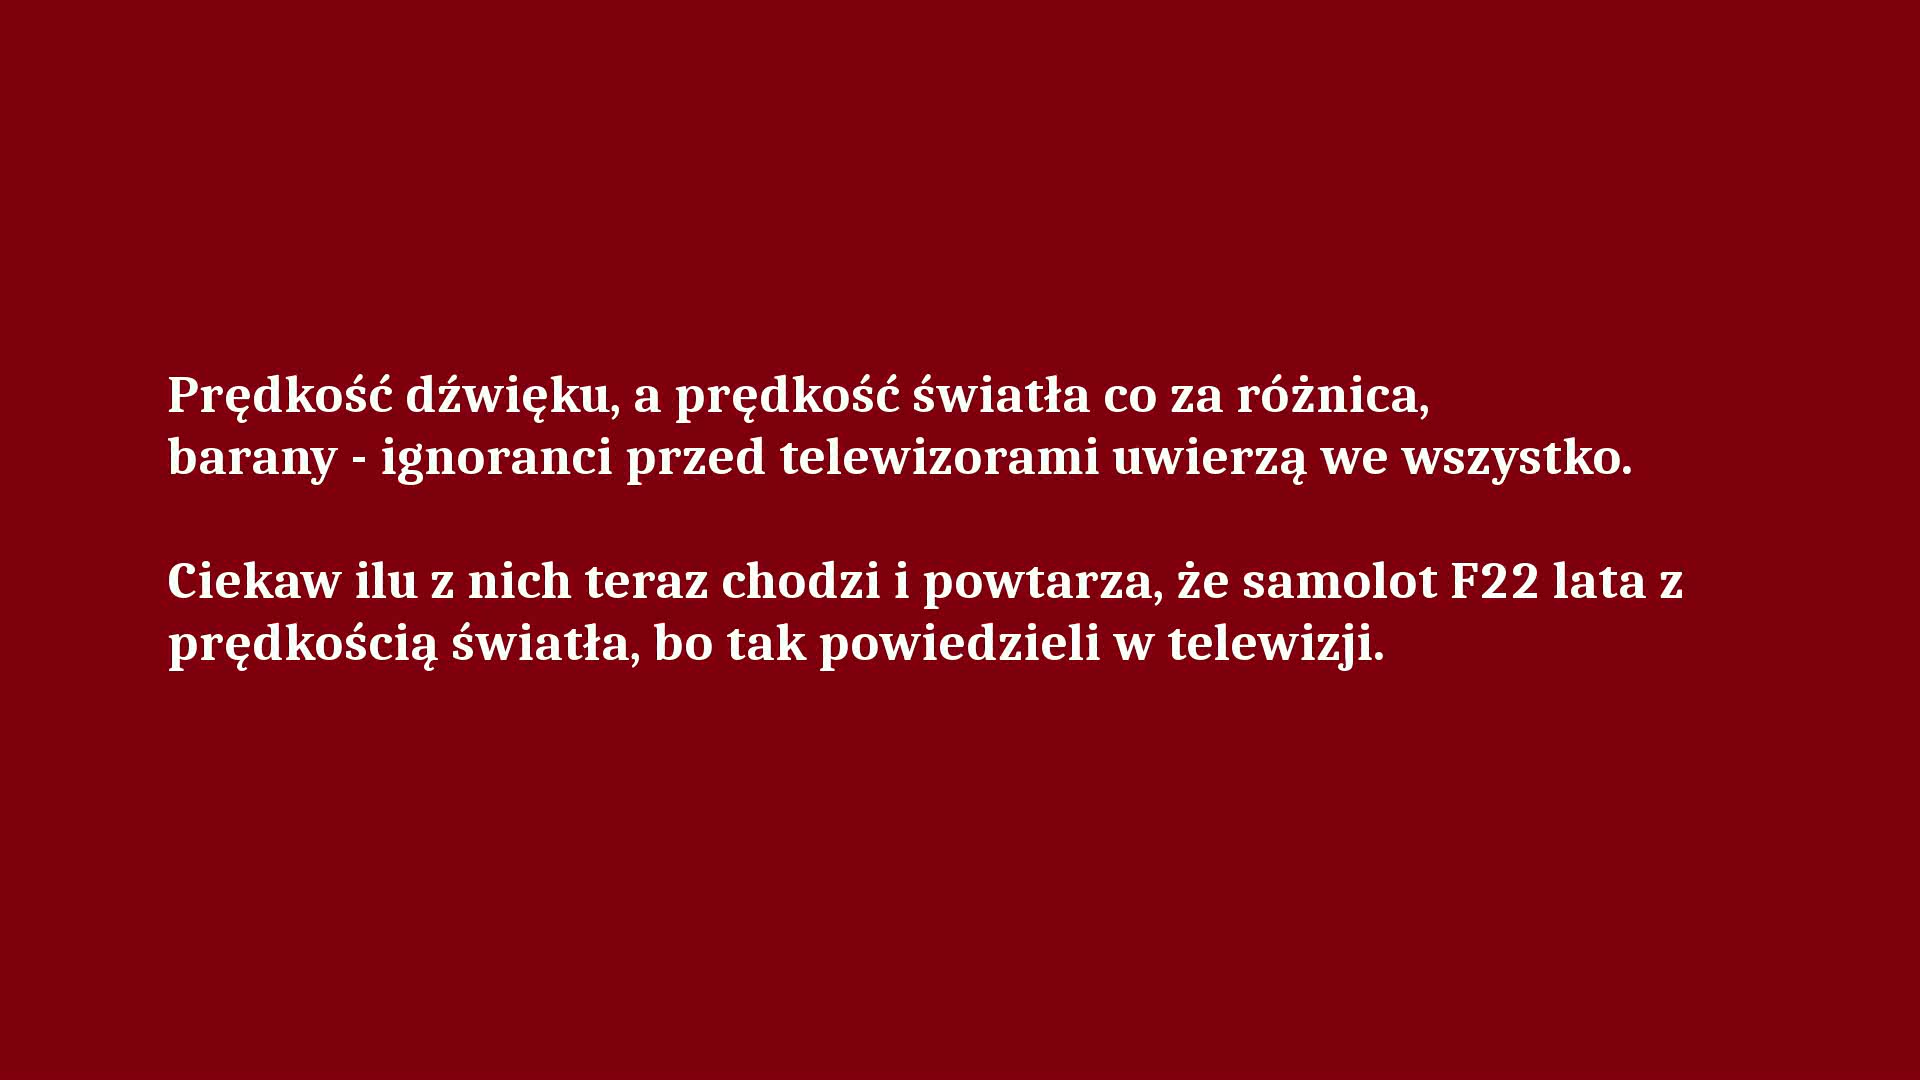 Prędkość dźwięku, a prędkość światła co za różnica,
barany - ignoranci przed telewizorami uwierzą we wszystko.
Ciekaw ilu z nich teraz chodzi i powtarza, że samolot F22 lata z
prędkością światła, bo tak powiedzieli w telewizji.